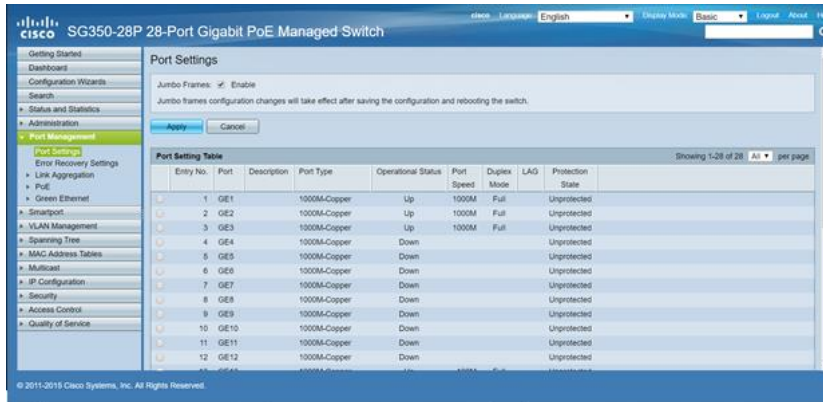 cisco Language: English Display Mode: Basic Logout About
CISCO SG350-28P 28-Port Gigabit PoE Managed Switch
Getting Started
Dashboard
Configuration Wizards
Search
Status and Statistics
Administration
Port Management
Port Settings
Error Recovery Settings
Link Aggregation
PoE
Green Ethernet
Smartport
VLAN Management
Spanning Tree
MAC Address Tables
Multicast
IP Configuration
Security
Access Control
Quality of Service
Port Settings
Jumbo Frames: Enable
Jumbo frames configuration changes will take effect after saving the configuration and rebooting the switch.
Apply Cancel
Port Setting Table Showing 1-28 of 28 All per page
Entry No. Port Description Port Type Operational Status Port Speed Duplex Mode LAG Protection State
1 GE1 1000M-Copper Up 1000M Full Unprotected
2 GE2 1000M-Copper Up 1000M Full Unprotected
3 GE3 1000M-Copper Up 1000M Full Unprotected
4 GE4 1000M-Copper Down Unprotected
5 GE5 1000M-Copper Down Unprotected
6 GE6 1000M-Copper Down Unprotected
7 GE7 1000M-Copper Down Unprotected
8 GE8 1000M-Copper Down Unprotected
9 GE9 1000M-Copper Down Unprotected
10 GE10 1000M-Copper Down Unprotected
11 GE11 1000M-Copper Down Unprotected
12 GE12 1000M-Copper Down Unprotected
© 2011-2015 Cisco Systems, Inc. All Rights Reserved.